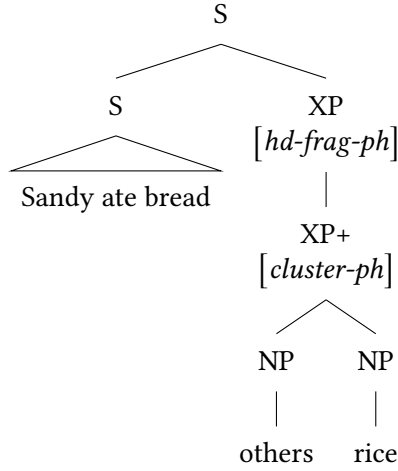 S
S XP
[hd-frag-ph]
Sandy ate bread
XP+
[cluster-ph]
NP NP
others rice